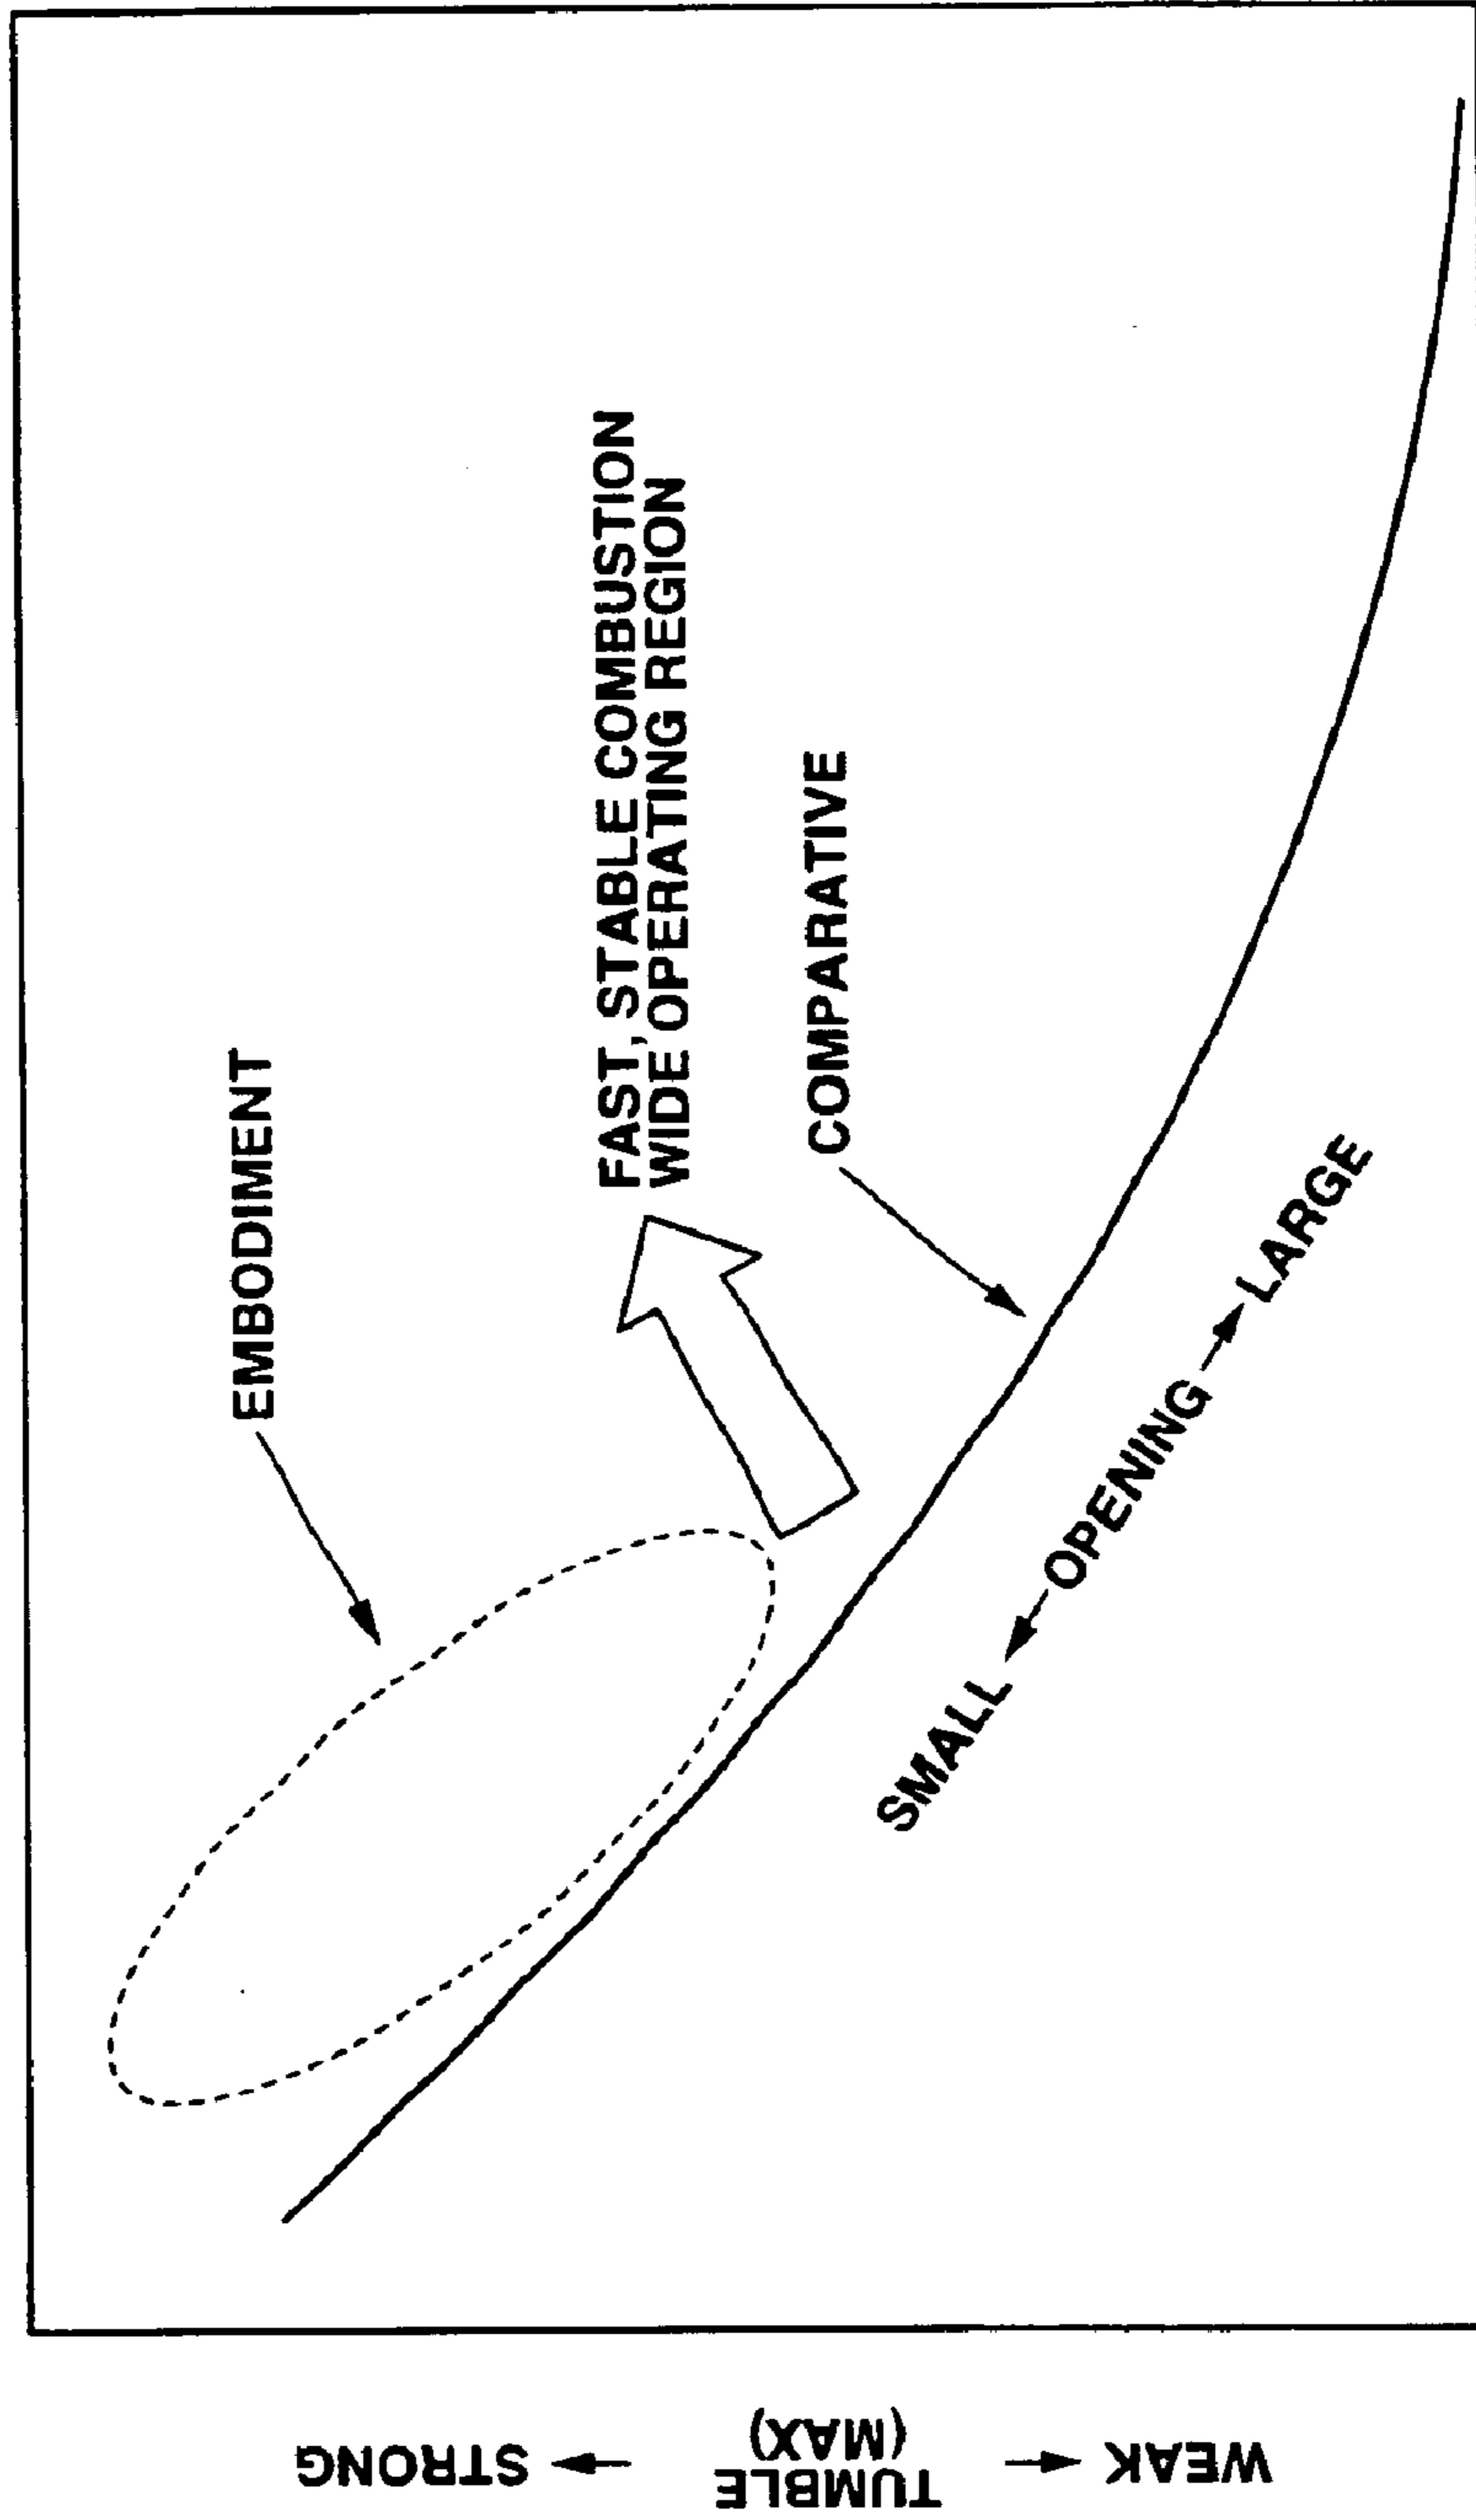 EMBODIMENT
FAST, STABLE COMBUSTION
WIDE OPERATING REGION
COMPARATIVE
SMALL
OPENING
LARGE
STRONG
TUMBLE
(MAX)
WEAK